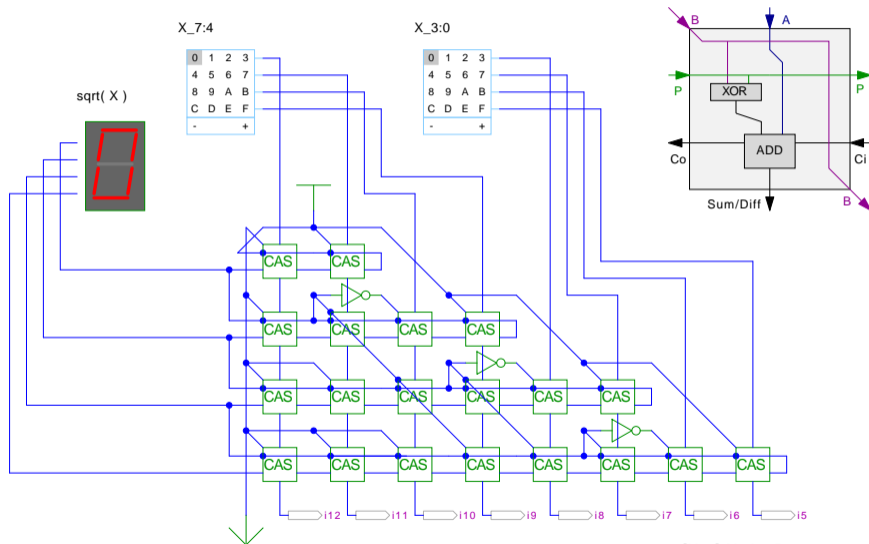 X_7:4
X_3:0
0 1 2 3
4 5 6 7
8 9 A B
C D E F
- +
0 1 2 3
4 5 6 7
8 9 A B
C D E F
- +
sqrt( X )
0
B
A
P
P
XOR
ADD
Co
Ci
Sum/Diff
B
CAS CAS
CAS CAS CAS CAS
CAS CAS CAS CAS CAS CAS
CAS CAS CAS CAS CAS CAS CAS CAS
i12 i11 i10 i9 i8 i7 i6 i5